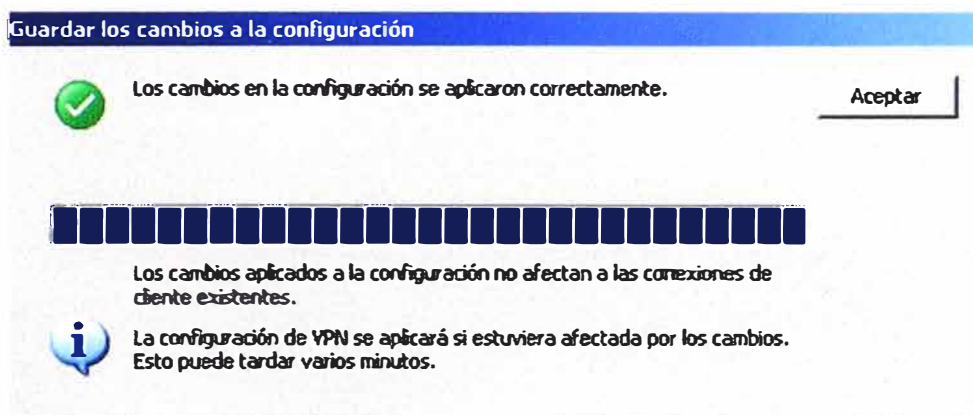 Guardar los cambios a la configuración
Los cambios en la configuración se aplicaron correctamente.
Aceptar
Los cambios aplicados a la configuración no afectan a las conexiones de
cliente existentes.
La configuración de VPN se aplicará si estuviera afectada por los cambios.
Esto puede tardar varios minutos.